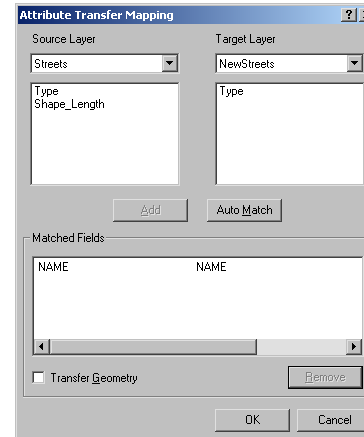 Attribute Transfer Mapping ?
Source Layer Target Layer
Streets NewStreets
Type Type
Shape_Length
Add Auto Match
Matched Fields
NAME NAME
Transfer Geometry Remove
OK Cancel